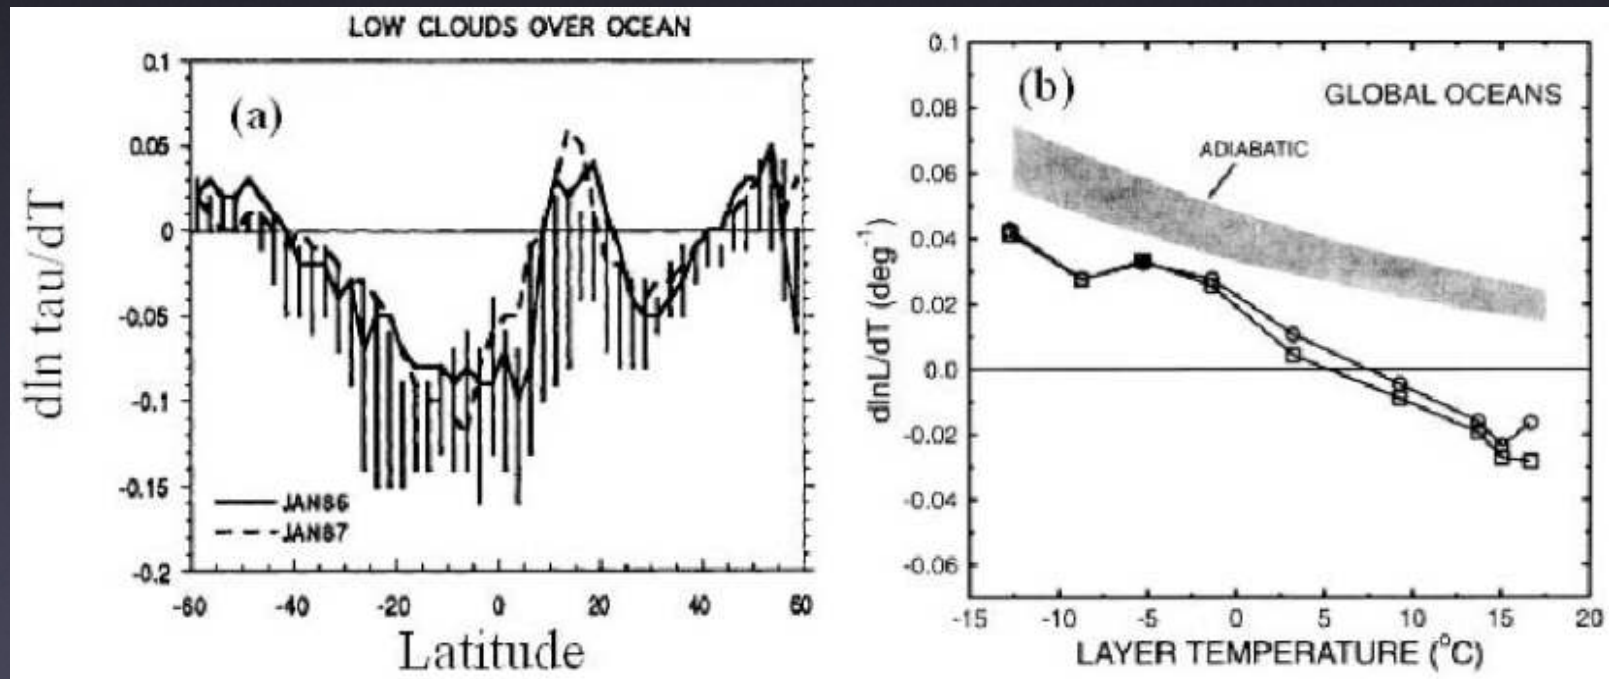 LOW CLOUDS OVER OCEAN
(a)
dln tau/dT
0.1
0.05
0
-0.05
-0.1
-0.15
-0.2
JAN86
JAN87
-60 -40 -20 0 20 40 60
Latitude
(b)
GLOBAL OCEANS
ADIABATIC
dlnL/dT (deg⁻¹)
0.1
0.08
0.06
0.04
0.02
0.0
-0.02
-0.04
-0.06
-15 -10 -5 0 5 10 15 20
LAYER TEMPERATURE (°C)